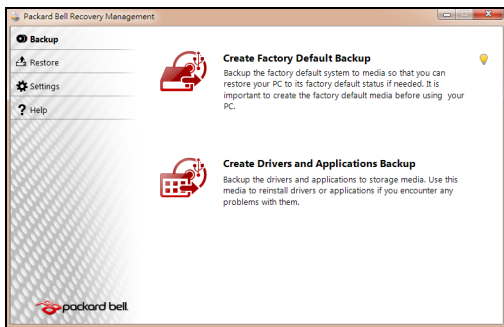 Packard Bell Recovery Management
Backup
Restore
Settings
Help
Create Factory Default Backup
Backup the factory default system to media so that you can
restore your PC to its factory default status if needed. It is
important to create the factory default media before using your
PC.
Create Drivers and Applications Backup
Backup the drivers and applications to storage media. Use this
media to reinstall drivers or applications if you encounter any
problems with them.
packard bell